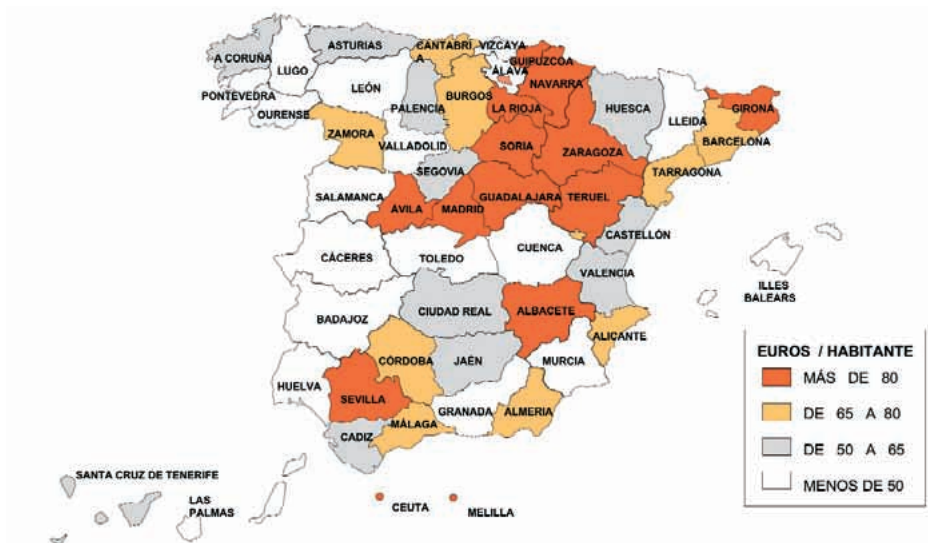 A CORUÑA
LUGO
ASTURIAS
CANTABRI
A
VIZCAYA
GUIPUZCOA
ÁLAVA
NAVARRA
PONTEVEDRA
OURENSE
LEÓN
PALENCIA
BURGOS
LA RIOJA
HUESCA
LLEIDA
GIRONA
BARCELONA
ZAMORA
VALLADOLID
SORIA
ZARAGOZA
TARRAGONA
SEGOVIA
SALAMANCA
ÁVILA
MADRID
GUADALAJARA
TERUEL
CASTELLÓN
CÁCERES
TOLEDO
CUENCA
VALENCIA
ILLES
BALEARS
BADAJOZ
CIUDAD REAL
ALBACETE
ALICANTE
CÓRDOBA
JAÉN
MURCIA
HUELVA
SEVILLA
GRANADA
ALMERIA
MÁLAGA
CADIZ
SANTA CRUZ DE TENERIFE
LAS
PALMAS
CEUTA
MELILLA
EUROS / HABITANTE
MÁS DE 80
DE 65 A 80
DE 50 A 65
MENOS DE 50